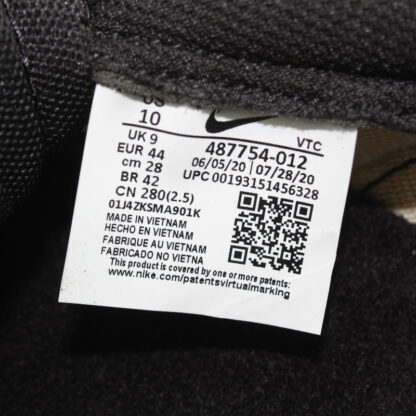 US
10
VTC
UK 9
487754-012
EUR 44
06/05/20 07/28/20
cm 28
UPC 00193151456328
BR 42
CN 280(2.5)
01J4ZKSMA901K
MADE IN VIETNAM
HECHO EN VIETNAM
FABRIQUE AU VIETNAM
FABRICADO NO VIETNA
This product is covered by one or more patents:
www.nike.com/patentsvirtualmarking